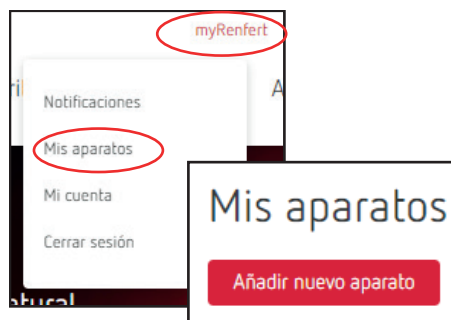 myRenfert
Notificaciones
Mis aparatos
Mi cuenta
Cerrar sesión
Mis aparatos
Añadir nuevo aparato